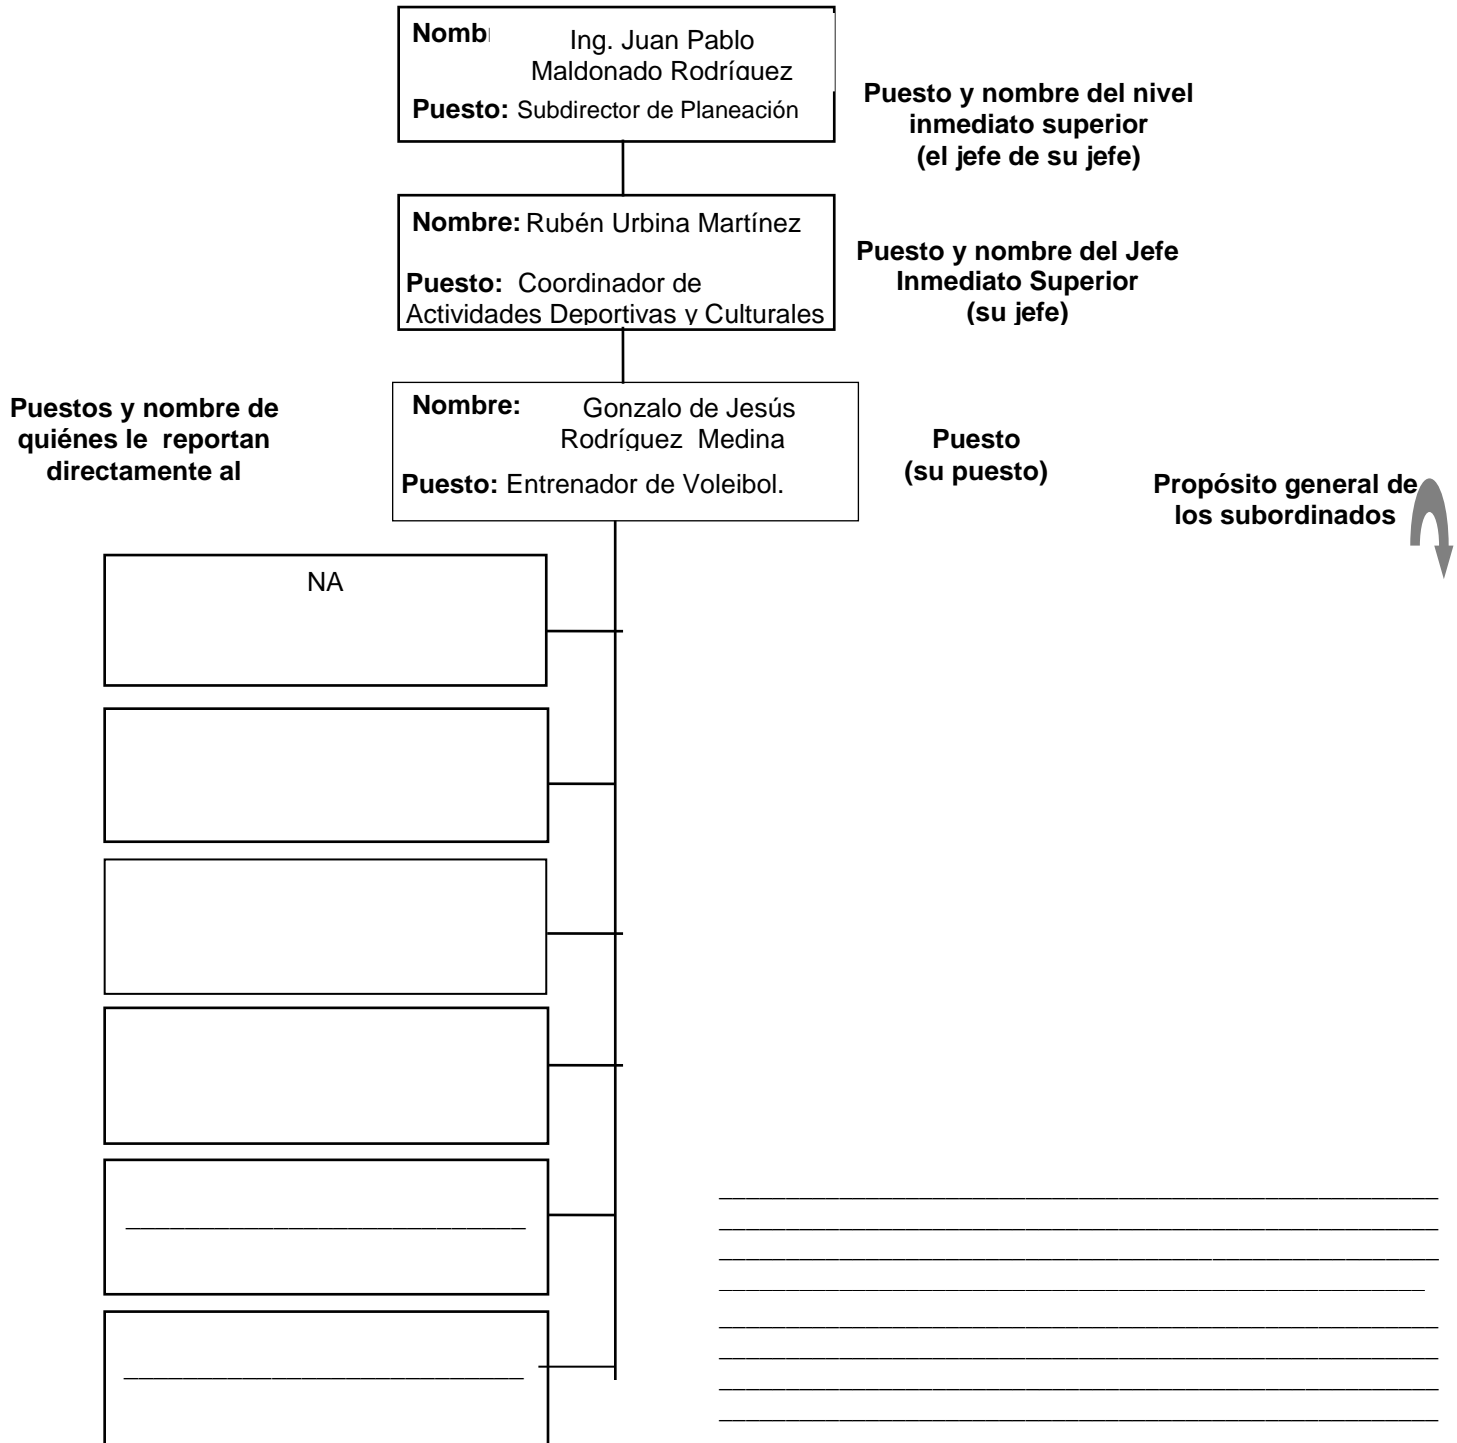 Nomb
Ing. Juan Pablo
Maldonado Rodríguez
Puesto: Subdirector de Planeación
Puesto y nombre del nivel
inmediato superior
(el jefe de su jefe)
Nombre: Rubén Urbina Martínez
Puesto: Coordinador de
Actividades Deportivas y Culturales
Puesto y nombre del Jefe
Inmediato Superior
(su jefe)
Puestos y nombre de
quiénes le reportan
directamente al
Nombre: Gonzalo de Jesús
Rodríguez Medina
Puesto: Entrenador de Voleibol.
Puesto
(su puesto)
Propósito general de
los subordinados
NA